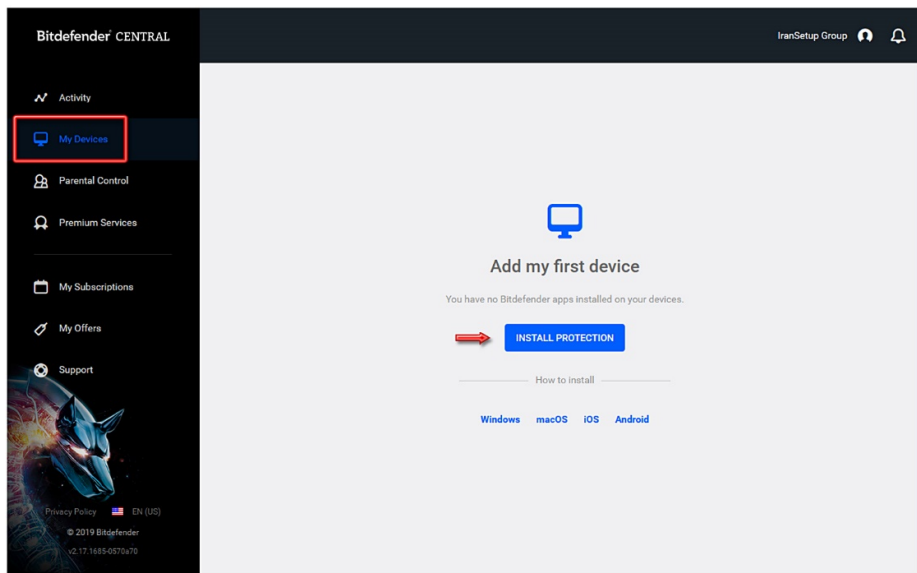 Bitdefender CENTRAL
IranSetup Group
Activity
My Devices
Parental Control
Premium Services
My Subscriptions
My Offers
Support
Privacy Policy EN (US)
© 2019 Bitdefender
v2.17.1685-0570a70
Add my first device
You have no Bitdefender apps installed on your devices.
INSTALL PROTECTION
How to install
Windows macOS iOS Android